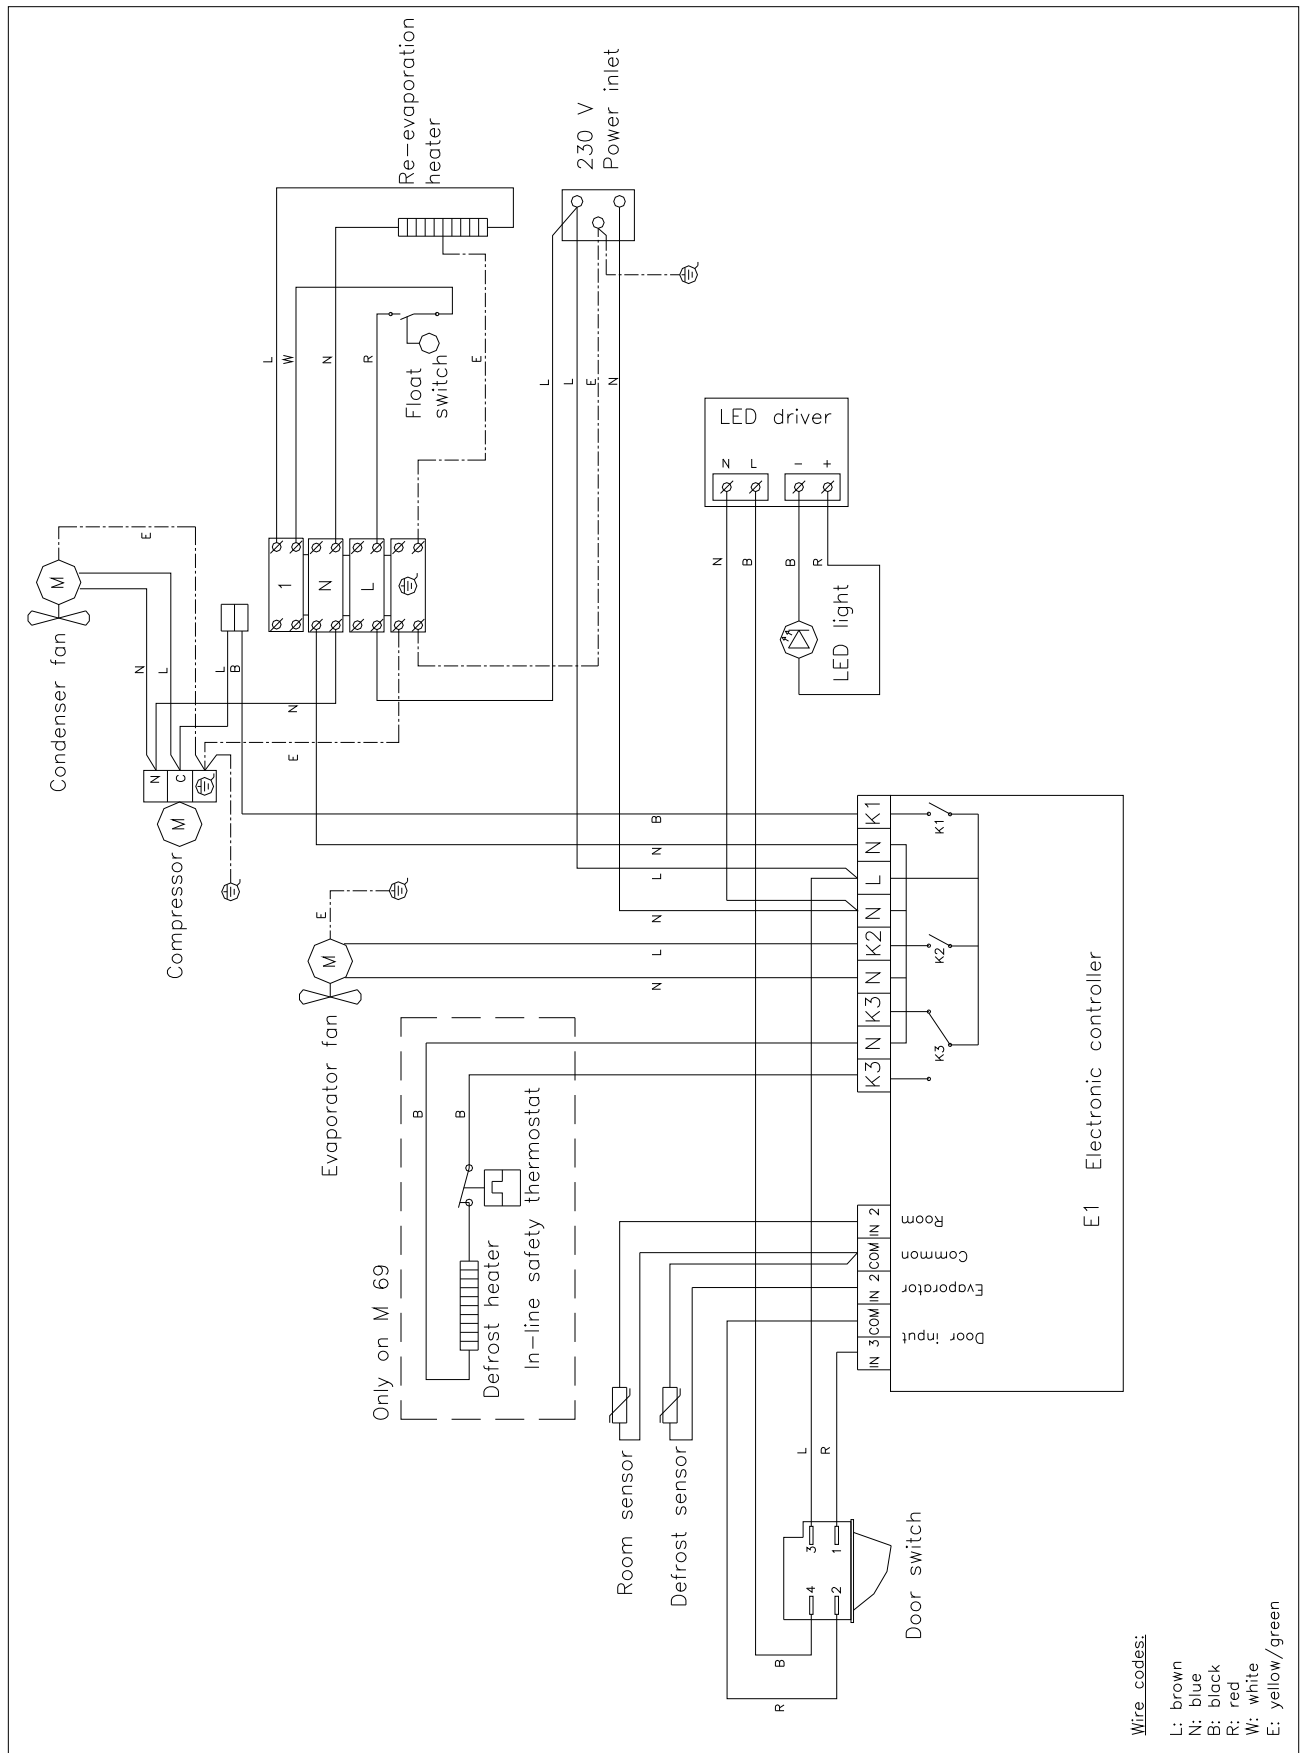 Re-evaporation
heater
230 V
Power inlet
L
W
N
R
E
Float
switch
L
L
E
N
LED driver
N
L
-
+
N
B
B
R
LED light
M
E
Condenser fan
N
L
L
B
1
N
L
N
E
N
C
M
Compressor
E
M
Evaporator fan
B
N
L
N
L
N
K1
N
L
N
K2
N
K3
N
K3
K1
K2
K3
E1 Electronic controller
Only on M 69
B
B
Defrost heater
In-line safety thermostat
IN 2
COM
IN 2
COM
IN 3
Room
Common
Evaporator
Door input
Room sensor
Defrost sensor
L
R
3
1
4
2
Door switch
B
R
Wire codes:
L: brown
N: blue
B: black
R: red
W: white
E: yellow/green